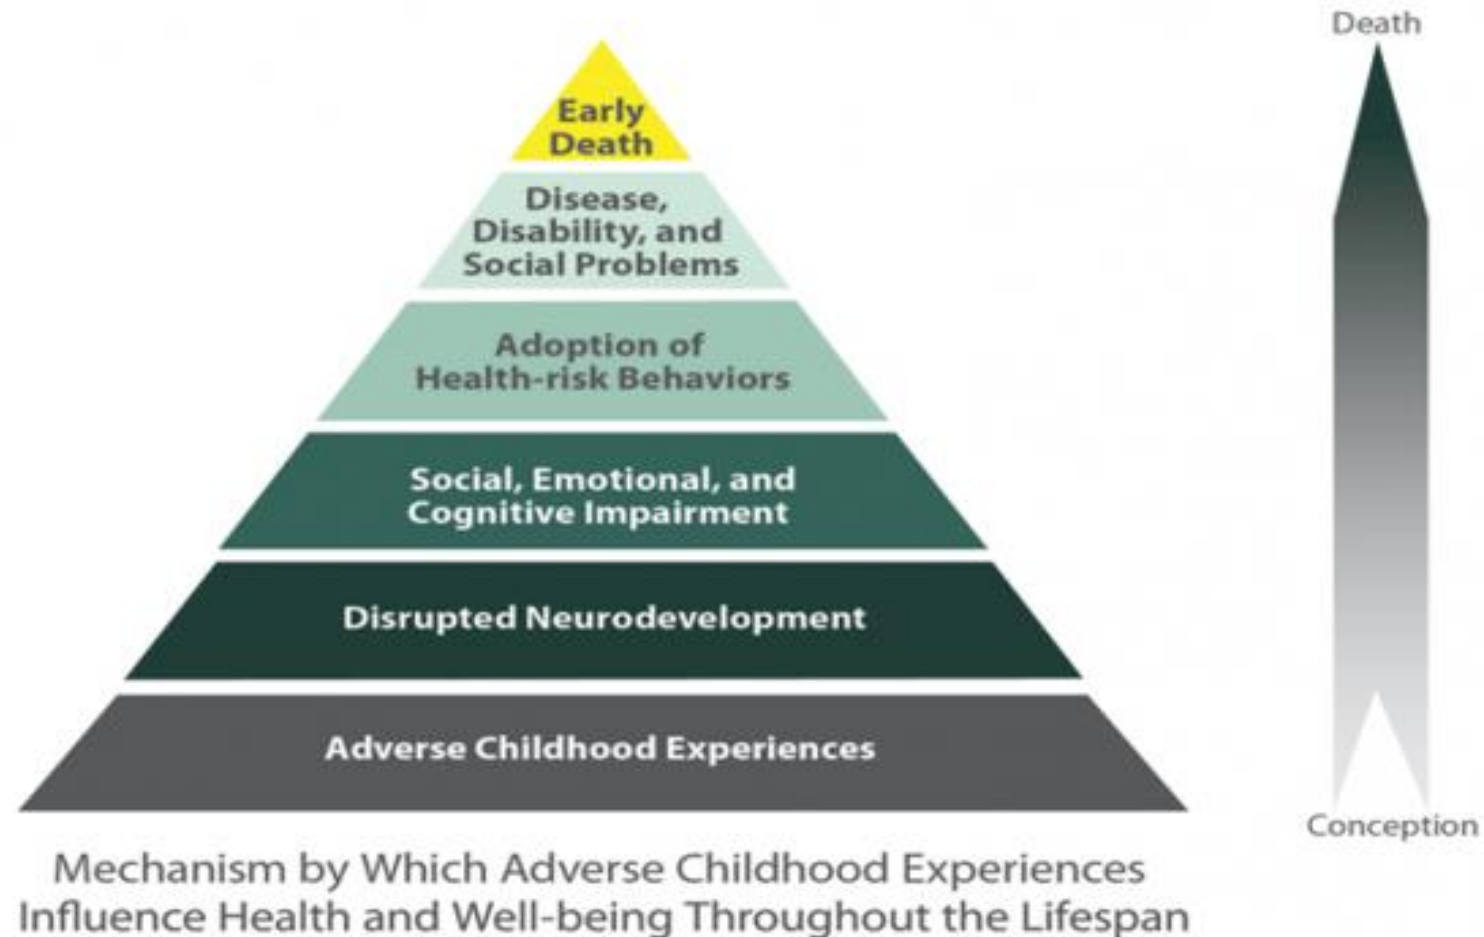 Death
Early
Death
Disease,
Disability, and
Social Problems
Adoption of
Health-risk Behaviors
Social, Emotional, and
Cognitive Impairment
Disrupted Neurodevelopment
Adverse Childhood Experiences
Conception
Mechanism by Which Adverse Childhood Experiences
Influence Health and Well-being Throughout the Lifespan